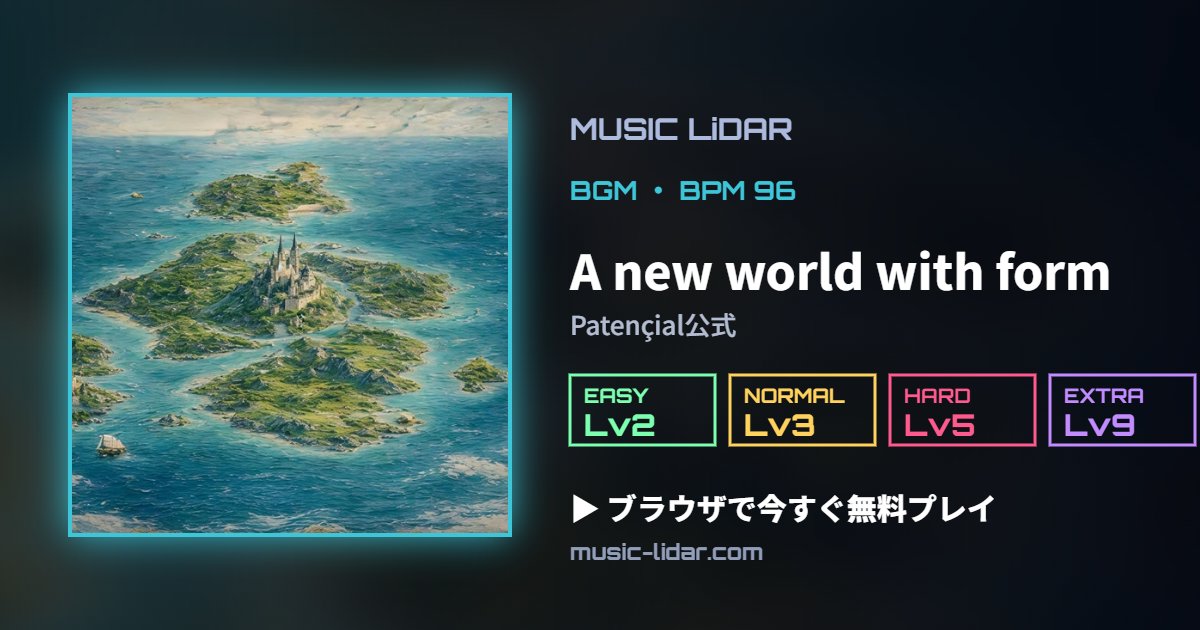 MUSIC LiDAR
BGM • BPM 96
A new world with form
Patençial公式
EASY NORMAL HARD EXTRA
Lv2 Lv3 Lv5 Lv9
▶ ブラウザで今すぐ無料プレイ
music-lidar.com